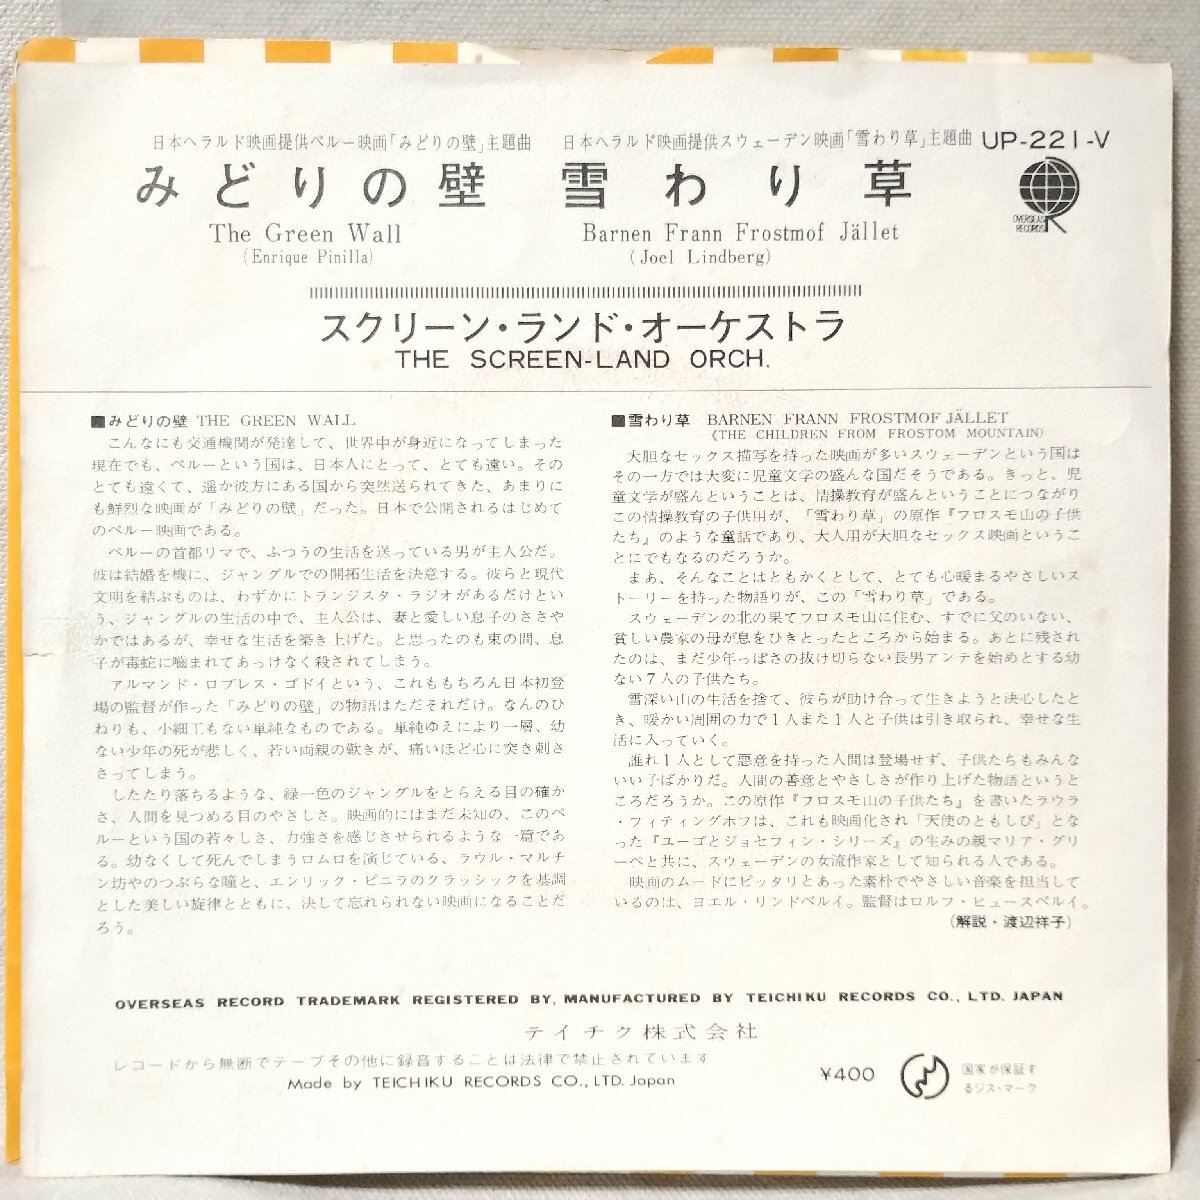 日本ヘラルド映画提供ペルー映画「みどりの壁」主題曲
みどりの壁
The Green Wall
(Enrique Pinilla)
日本ヘラルド映画提供スウェーデン映画「雪わり草」主題曲
雪わり草
Barnen Frann Frostmof Jället
(Joel Lindberg)
UP-221-V
OVERSEAS
RECORDS
スクリーン・ランド・オーケストラ
THE SCREEN-LAND ORCH.
■みどりの壁 THE GREEN WALL
こんなにも交通機関が発達して、世界中が身近になってしまった
現在でも、ペルーという国は、日本人にとって、とても遠い。その
とても遠くて、遥か彼方にある国から突然送られてきた、あまりに
も鮮烈な映画が「みどりの壁」だった。日本で公開されるはじめて
のペルー映画である。
ペルーの首都リマで、ふつうの生活を送っている男が主人公だ。
彼は結婚を機に、ジャングルでの開拓生活を決意する。彼らと現代
文明を結ぶものは、わずかにトランジスタ・ラジオがあるだけとい
う、ジャングルの生活の中で、主人公は、妻と愛しい息子のささや
かではあるが、幸せな生活を築き上げた。と思ったのも束の間、息
子が毒蛇に噛まれてあっけなく殺されてしまう。
アルマンド・ロブレス・ゴドイという、これももちろん日本初登
場の監督が作った「みどりの壁」の物語はただそれだけ。なんのひ
ねりも、小細工もない単純なものである。単純ゆえにより一層、幼
ない少年の死が悲しく、若い両親の歎きが、痛いほど心に突き刺さ
さってしまう。
したたり落ちるような、緑一色のジャングルをとらえる目の確か
さ、人間を見つめる目のやさしさ。映画的にはまだ未知の、このペ
ルーという国の若々しさ、力強さを感じさせられるような一篇であ
る。幼なくして死んでしまうロムロを演じている、ラウル・マルチ
ン坊やのつぶらな瞳と、エンリック・ピニラのクラッシックを基調
とした美しい旋律とともに、決して忘れられない映画になることだ
ろう。
■雪わり草 BARNEN FRANN FROSTMOF JÄLLET
《THE CHILDREN FROM FROSTOM MOUNTAIN》
大胆なセックス描写を持った映画が多いスウェーデンという国は
その一方では大変に児童文学の盛んな国だそうである。きっと、児
童文学が盛んということは、情操教育が盛んということにつながり
この情操教育の子供用が、「雪わり草」の原作『フロスモ山の子供
たち』のような童話であり、大人用が大胆なセックス映画というこ
とにでもなるのだろうか。
まあ、そんなことはともかくとして、とても心暖まるやさしいス
トーリーを持った物語りが、この「雪わり草」である。
スウェーデンの北の果てフロスモ山に住む、すでに父のいない、
貧しい農家の母が息をひきとったところから始まる。あとに残され
たのは、まだ少年っぽさの抜け切らない長男アンテを始めとする幼
ない7人の子供たち。
雪深い山の生活を捨て、彼らが助け合って生きようと決心したと
き、暖かい周囲の力で1人また1人と子供は引き取られ、幸せな生
活に入っていく。
誰れ1人として悪意を持った人間は登場せず、子供たちもみんな
いい子ばかりだ。人間の善意とやさしさが作り上げた物語というと
ころだろうか。この原作『フロスモ山の子供たち』を書いたラウラ
・フィティングホフは、これも映画化され「天使のともしび」とな
った『ユーゴとジョセフィン・シリーズ』の生みの親マリア・グリ
ーペと共に、スウェーデンの女流作家として知られる人である。
映画のムードにピッタリとあった素朴でやさしい音楽を担当して
いるのは、ヨエル・リンドベルイ。監督はロルフ・ヒュースベルイ。
(解説・渡辺祥子)
OVERSEAS RECORD TRADEMARK REGISTERED BY, MANUFACTURED BY TEICHIKU RECORDS CO., LTD. JAPAN
テイチク株式会社
レコードから無断でテープその他に録音することは法律で禁止されています
Made by TEICHIKU RECORDS CO., LTD. Japan
¥400
国家が保証す
るジス・マーク